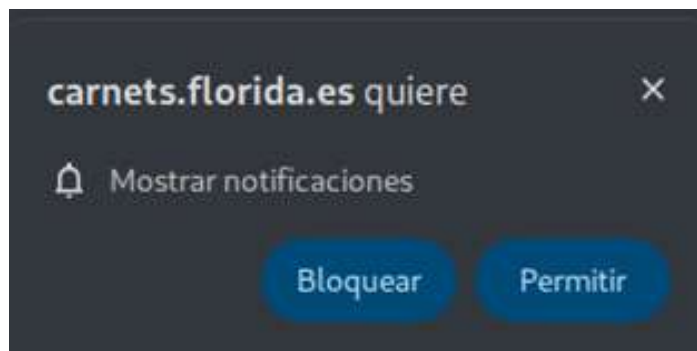 carnets.florida.es quiere
Mostrar notificaciones
Bloquear Permitir